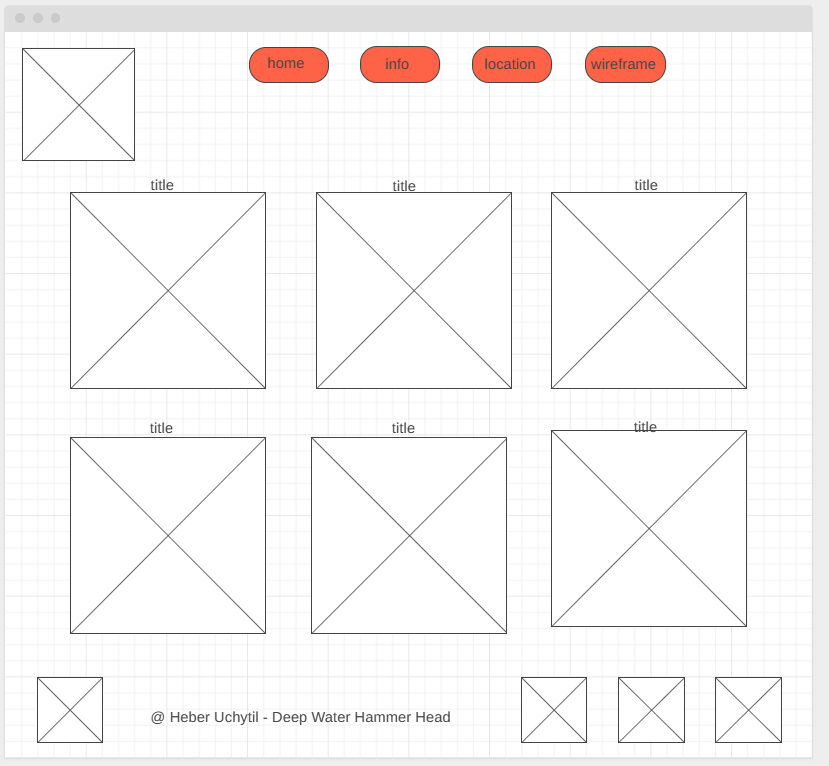 home
info
location
wireframe
title
title
title
title
title
title
@ Heber Uchytil - Deep Water Hammer Head